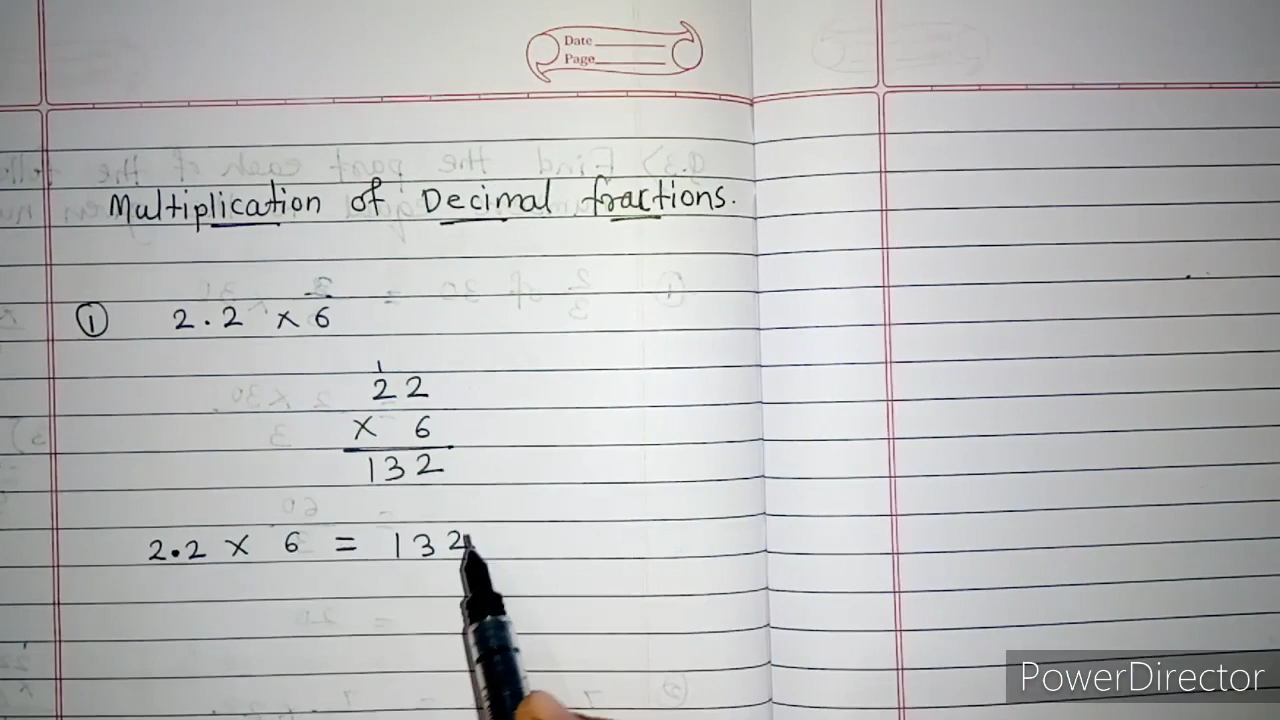 Date
Page
Multiplication of Decimal fractions.
① 2.2 × 6
1
22
× 6
132
2.2 × 6 = 132
PowerDirector